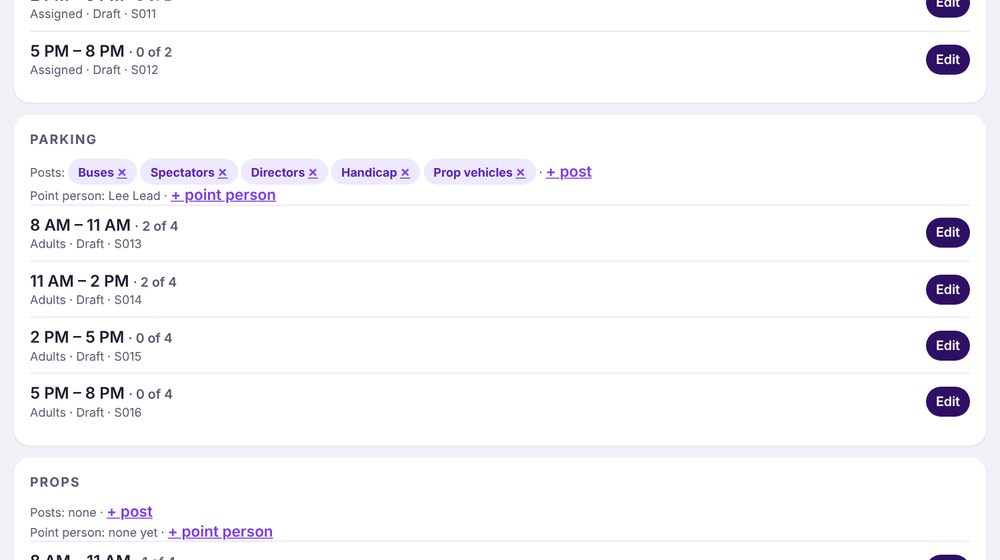 Assigned · Draft · S011
Edit
5 PM – 8 PM · 0 of 2
Assigned · Draft · S012
Edit
PARKING
Posts: Buses × Spectators × Directors × Handicap × Prop vehicles × · + post
Point person: Lee Lead · + point person
8 AM – 11 AM · 2 of 4
Adults · Draft · S013
Edit
11 AM – 2 PM · 2 of 4
Adults · Draft · S014
Edit
2 PM – 5 PM · 0 of 4
Adults · Draft · S015
Edit
5 PM – 8 PM · 0 of 4
Adults · Draft · S016
Edit
PROPS
Posts: none · + post
Point person: none yet · + point person
8 AM – 11 AM